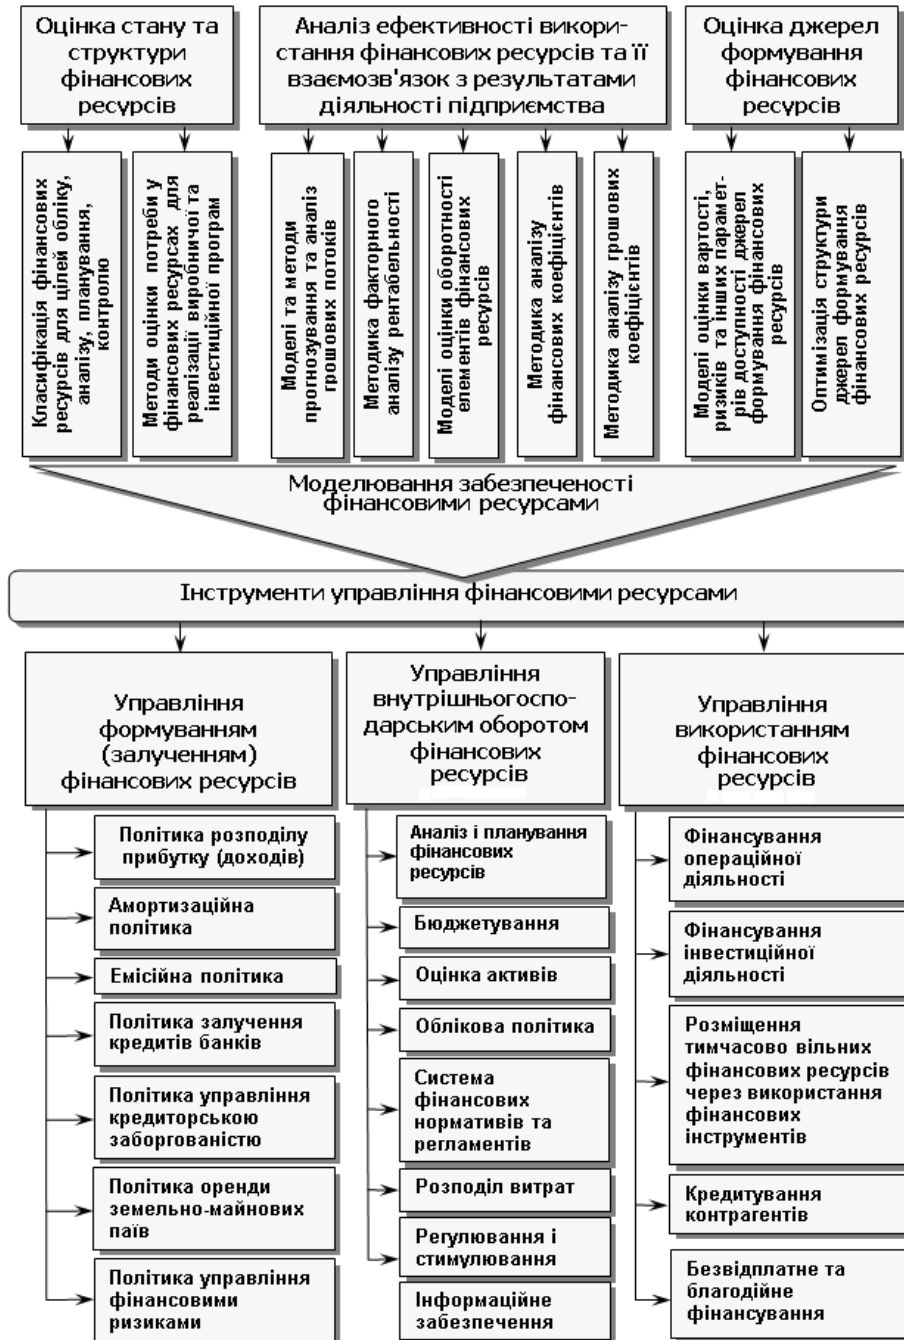 Оцінка стану та
структури
фінансових
ресурсів
Аналіз ефективності викори-
стання фінансових ресурсів та її
взаємозв'язок з результатами
діяльності підприємства
Оцінка джерел
формування
фінансових
ресурсів
Класифікація фінансових
ресурсів для цілей обліку,
аналізу, планування,
контролю
Методи оцінки потреби у
фінансових ресурсах для
реалізації виробничої та
інвестиційної програм
Моделі та методи
прогнозування та аналіз
грошових потоків
Методика факторного
аналізу рентабельності
Моделі оцінки оборотності
елементів фінансових
ресурсів
Методика аналізу
фінансових коефіцієнтів
Методика аналізу грошових
коефіцієнтів
Моделі оцінки вартості,
ризиків та інших парамет-
рів доступності джерел
формування фінансових
ресурсів
Оптимізація структури
джерел формування
фінансових ресурсів
Моделювання забезпеченості
фінансовими ресурсами
Інструменти управління фінансовими ресурсами
Управління
формуванням
(залученням)
фінансових ресурсів
Політика розподілу
прибутку (доходів)
Амортизаційна
політика
Емісійна політика
Політика залучення
кредитів банків
Політика управління
кредиторською
заборгованістю
Політика оренди
земельно-майнових
паїв
Політика управління
фінансовими
ризиками
Управління
внутрішньогоспо-
дарським оборотом
фінансових
ресурсів
Аналіз і планування
фінансових
ресурсів
Бюджетування
Оцінка активів
Облікова політика
Система
фінансових
нормативів та
регламентів
Розподіл витрат
Регулювання і
стимулювання
Інформаційне
забезпечення
Управління
використанням
фінансових
ресурсів
Фінансування
операційної
діяльності
Фінансування
інвестиційної
діяльності
Розміщення
тимчасово вільних
фінансових ресурсів
через використання
фінансових
інструментів
Кредитування
контрагентів
Безвідплатне та
благодійне
фінансування